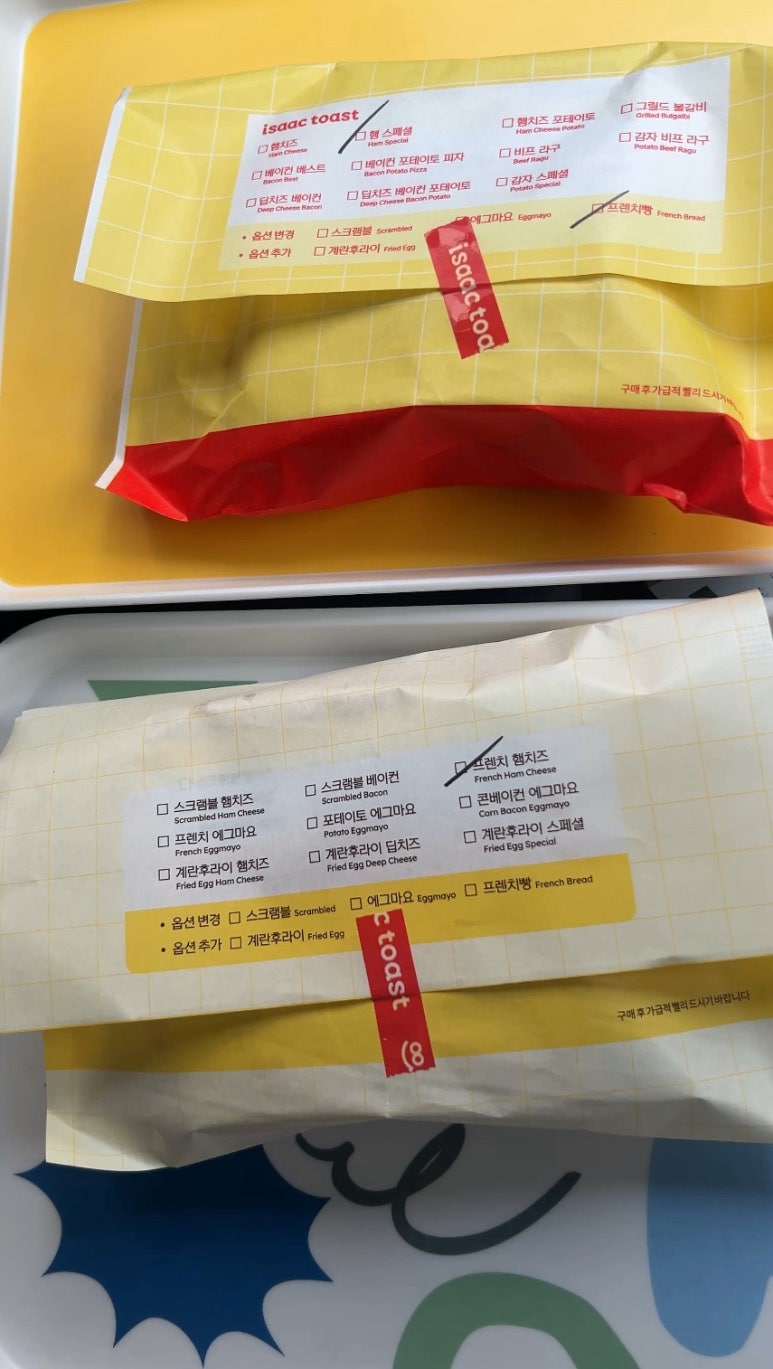 isaac toast
☐ 햄치즈 Ham Cheese
☐ 햄 스페셜 Ham Special
☐ 햄치즈 포테이토 Ham Cheese Potato
☐ 그릴드 불갈비 Grilled Bulgalbi
☐ 베이컨 베스트 Bacon Best
☐ 베이컨 포테이토 피자 Bacon Potato Pizza
☐ 비프 라구 Beef Ragu
☐ 감자 비프 라구 Potato Beef Ragu
☐ 딥치즈 베이컨 Deep Cheese Bacon
☐ 딥치즈 베이컨 포테이토 Deep Cheese Bacon Potato
☐ 감자 스페셜 Potato Special
• 옵션 변경 ☐ 스크램블 Scrambled ☐ 에그마요 Eggmayo ☐ 프렌치빵 French Bread
• 옵션 추가 ☐ 계란후라이 Fried Egg
isaac toa
구매 후 가급적 빨리 드시기
☐ 스크램블 햄치즈 Scrambled Ham Cheese
☐ 스크램블 베이컨 Scrambled Bacon
☐ 프렌치 햄치즈 French Ham Cheese
☐ 프렌치 에그마요 French Eggmayo
☐ 포테이토 에그마요 Potato Eggmayo
☐ 콘베이컨 에그마요 Corn Bacon Eggmayo
☐ 계란후라이 햄치즈 Fried Egg Ham Cheese
☐ 계란후라이 딥치즈 Fried Egg Deep Cheese
☐ 계란후라이 스페셜 Fried Egg Special
• 옵션 변경 ☐ 스크램블 Scrambled ☐ 에그마요 Eggmayo ☐ 프렌치빵 French Bread
• 옵션 추가 ☐ 계란후라이 Fried Egg
c toast
구매 후 가급적 빨리 드시기 바랍니다